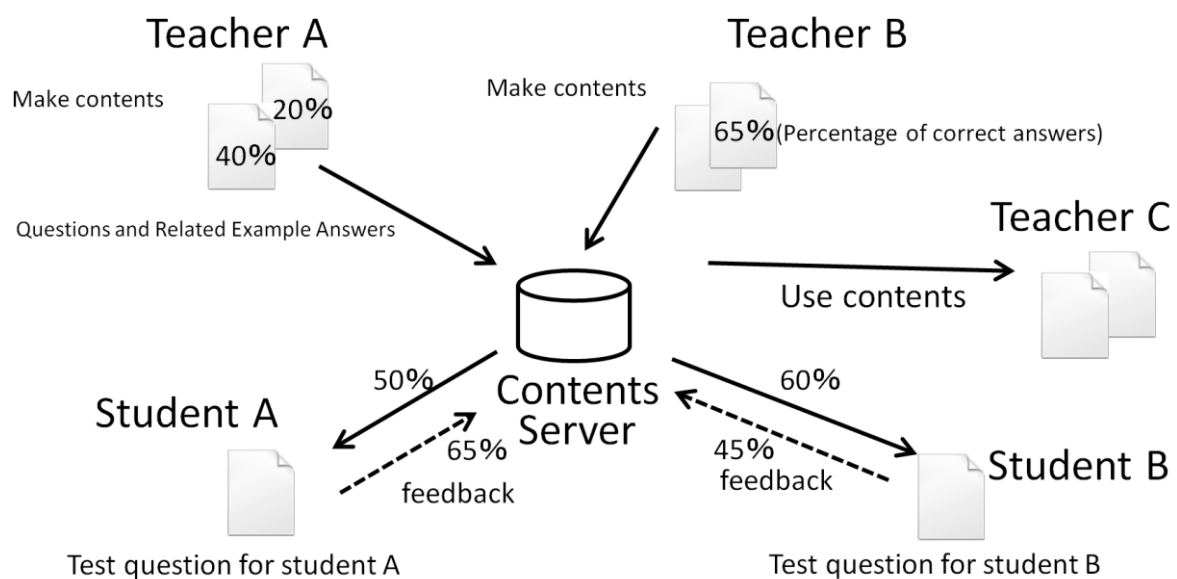 Teacher A
Teacher B
Make contents
20%
40%
Make contents
65%(Percentage of correct answers)
Questions and Related Example Answers
Teacher C
Use contents
50%
60%
Contents
Server
Student A
65%
feedback
45%
feedback
Student B
Test question for student A
Test question for student B